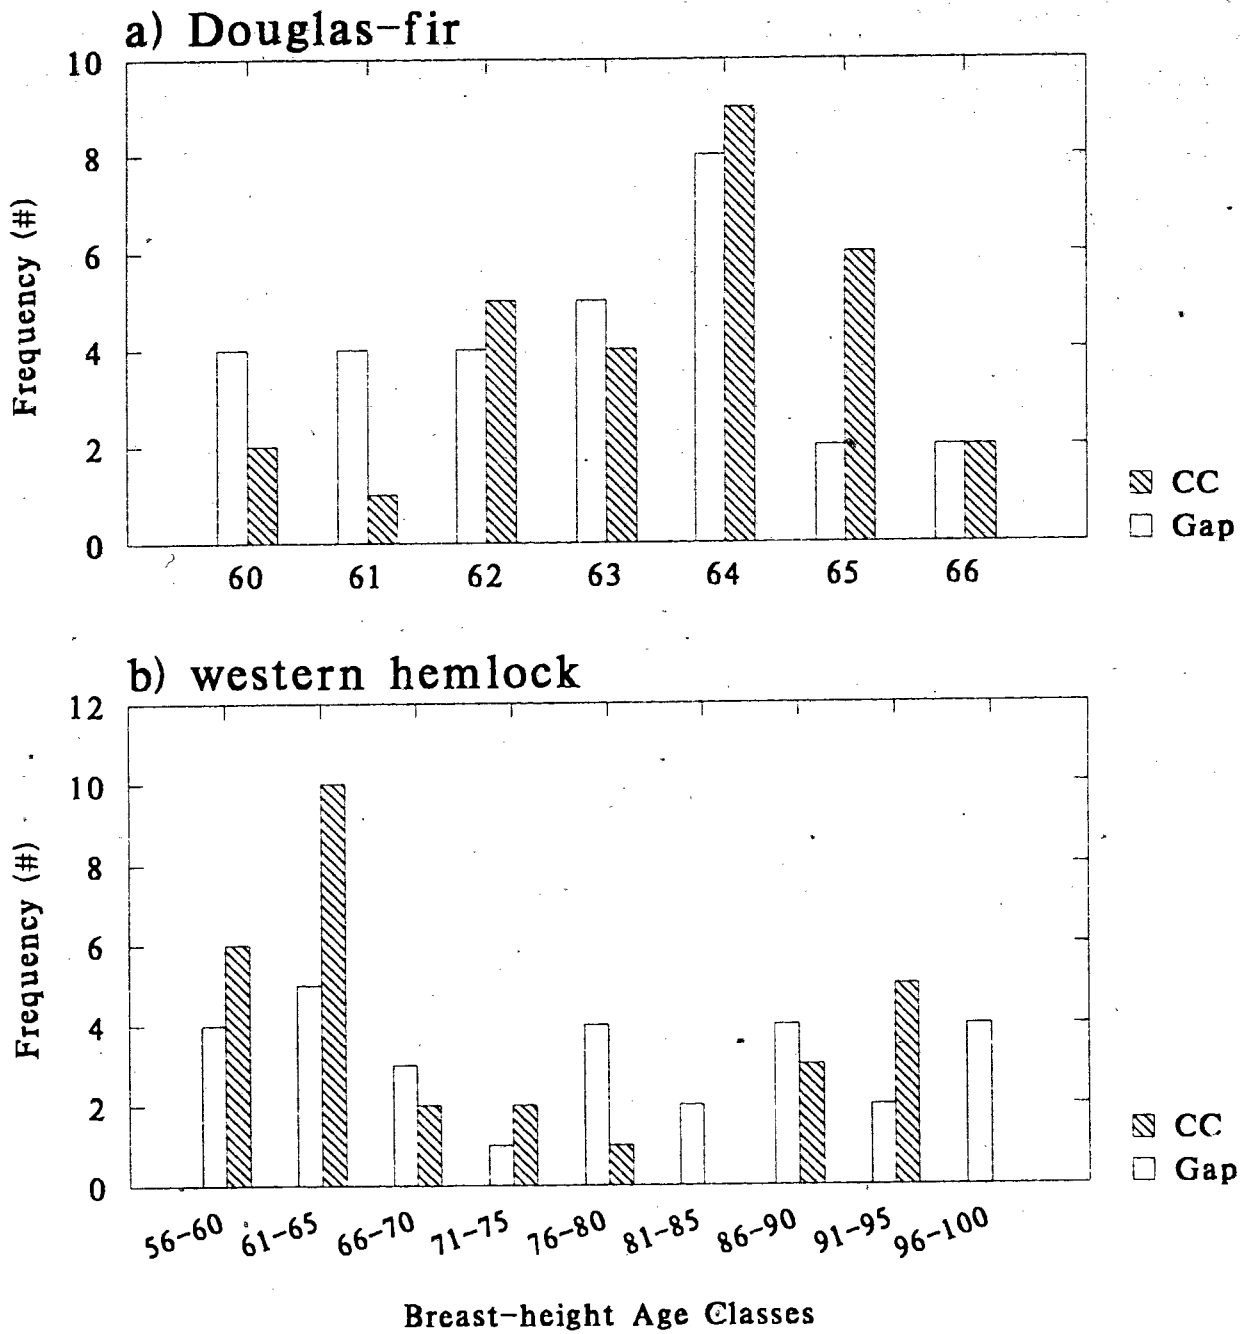 a) Douglas-fir
10
8
6
4
2
0
Frequency (#)
60 61 62 63 64 65 66
CC
Gap
b) western hemlock
12
10
8
6
4
2
0
Frequency (#)
56-60 61-65 66-70 71-75 76-80 81-85 86-90 91-95 96-100
CC
Gap
Breast-height Age Classes